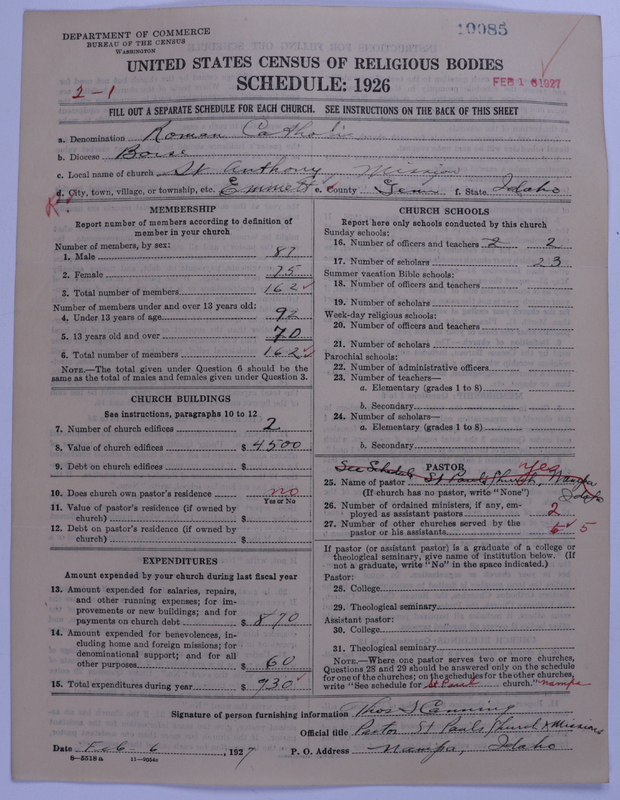 DEPARTMENT OF COMMERCE
BUREAU OF THE CENSUS
WASHINGTON
19985
UNITED STATES CENSUS OF RELIGIOUS BODIES
SCHEDULE: 1926
FEB 16 1927
2-1
FILL OUT A SEPARATE SCHEDULE FOR EACH CHURCH. SEE INSTRUCTIONS ON THE BACK OF THIS SHEET
a. Denomination Roman Catholic
b. Diocese Boise
c. Local name of church St Anthony Mission
d. City, town, village, or township, etc. Emmett e. County Gem f. State Idaho
MEMBERSHIP
Report number of members according to definition of
member in your church
Number of members, by sex:
1. Male 87
2. Female 75
3. Total number of members 162
Number of members under and over 13 years old:
4. Under 13 years of age 92
5. 13 years old and over 70
6. Total number of members 162
NOTE.—The total given under Question 6 should be
same as the total of males and females given under Question 3.
CHURCH BUILDINGS
See instructions, paragraphs 10 to 12
7. Number of church edifices 2
8. Value of church edifices $ 4500
9. Debt on church edifices $
10. Does church own pastor's residence no
Yes or No
11. Value of pastor's residence (if owned by
church) $
12. Debt on pastor's residence (if owned by
church) $
EXPENDITURES
Amount expended by your church during last fiscal year
13. Amount expended for salaries, repairs,
and other running expenses; for im-
provements or new buildings; and for
payments on church debt $ 870
14. Amount expended for benevolences, in-
cluding home and foreign missions; for
denominational support; and for all
other purposes $ 60
15. Total expenditures during year $ 930
CHURCH SCHOOLS
Report here only schools conducted by this church
Sunday schools:
16. Number of officers and teachers 2 2
17. Number of scholars 23
Summer vacation Bible schools:
18. Number of officers and teachers
19. Number of scholars
Week-day religious schools:
20. Number of officers and teachers
21. Number of scholars
Parochial schools:
22. Number of administrative officers
23. Number of teachers—
a. Elementary (grades 1 to 8)
b. Secondary
24. Number of scholars—
a. Elementary (grades 1 to 8)
b. Secondary
See Schedule PASTOR yes
25. Name of pastor St Pauls Church, Nampa
(If church has no pastor, write "None") Idaho
26. Number of ordained ministers, if any, em-
ployed as assistant pastors 2
27. Number of other churches served by the
pastor or his assistants 5
If pastor (or assistant pastor) is a graduate of a college or
theological seminary, give name of institution below. (If
not a graduate, write "No" in the space indicated.)
Pastor:
28. College
29. Theological seminary
Assistant pastor:
30. College
31. Theological seminary
NOTE.—Where one pastor serves two or more churches,
Questions 28 and 29 should be answered only on the schedule
for one of the churches; on the schedules for the other churches,
write "See schedule for St Paul church." Nampa
Signature of person furnishing information Thos J Canning
Official title Pastor St Pauls Church & Missions
Date Feb 6, 1927 P. O. Address Nampa, Idaho
8-5518a 11-9034c